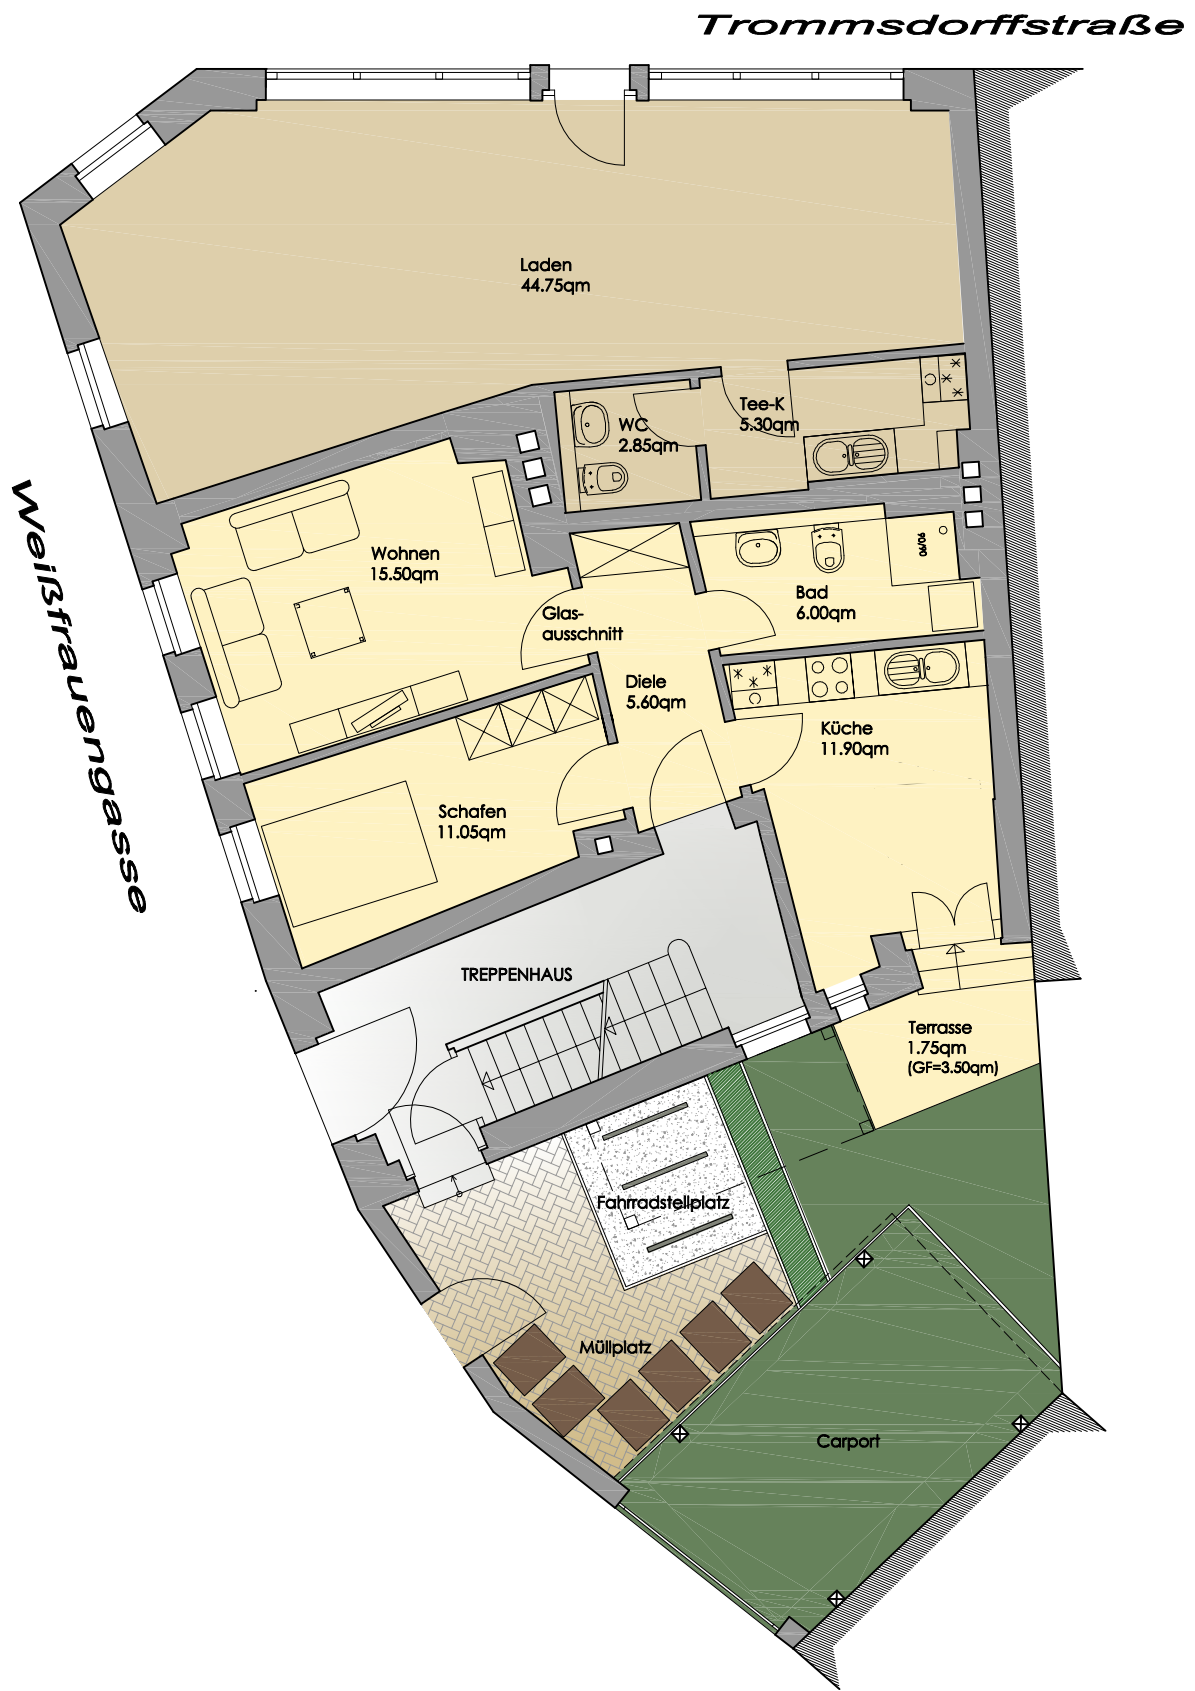 Trommsdorffstraße
Laden
44.75qm
Tee-K
5.30qm
WC
2.85qm
Weißfrauengasse
Wohnen
15.50qm
90/90
Bad
6.00qm
Glas-
ausschnitt
Diele
5.60qm
Küche
11.90qm
Schafen
11.05qm
TREPPENHAUS
Terrasse
1.75qm
(GF=3.50qm)
Fahrradstellplatz
Müllplatz
Carport